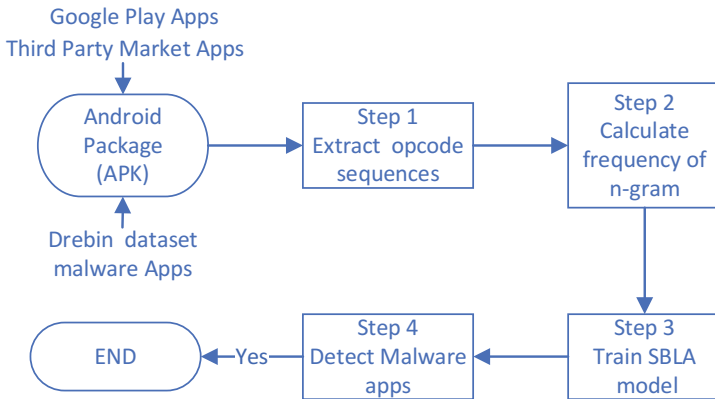 Google Play Apps
Third Party Market Apps
Android
Package
(APK)
Drebin dataset
malware Apps
Step 1
Extract opcode
sequences
Step 2
Calculate
frequency of
n-gram
Step 3
Train SBLA
model
Step 4
Detect Malware
apps
Yes
END